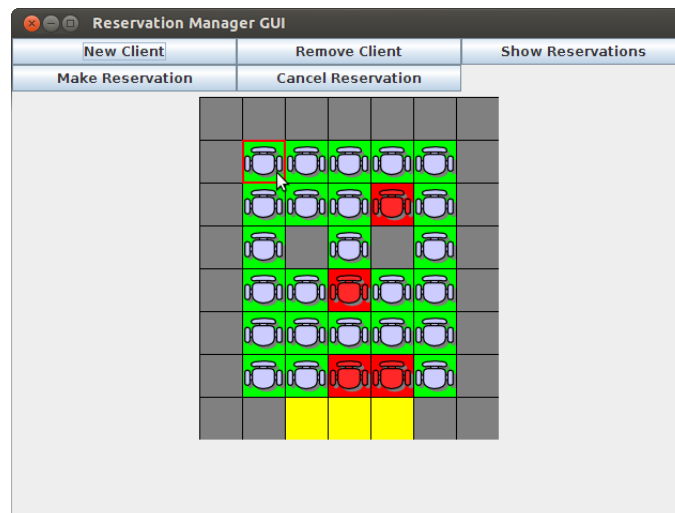 Reservation Manager GUI
New Client Remove Client Show Reservations
Make Reservation Cancel Reservation